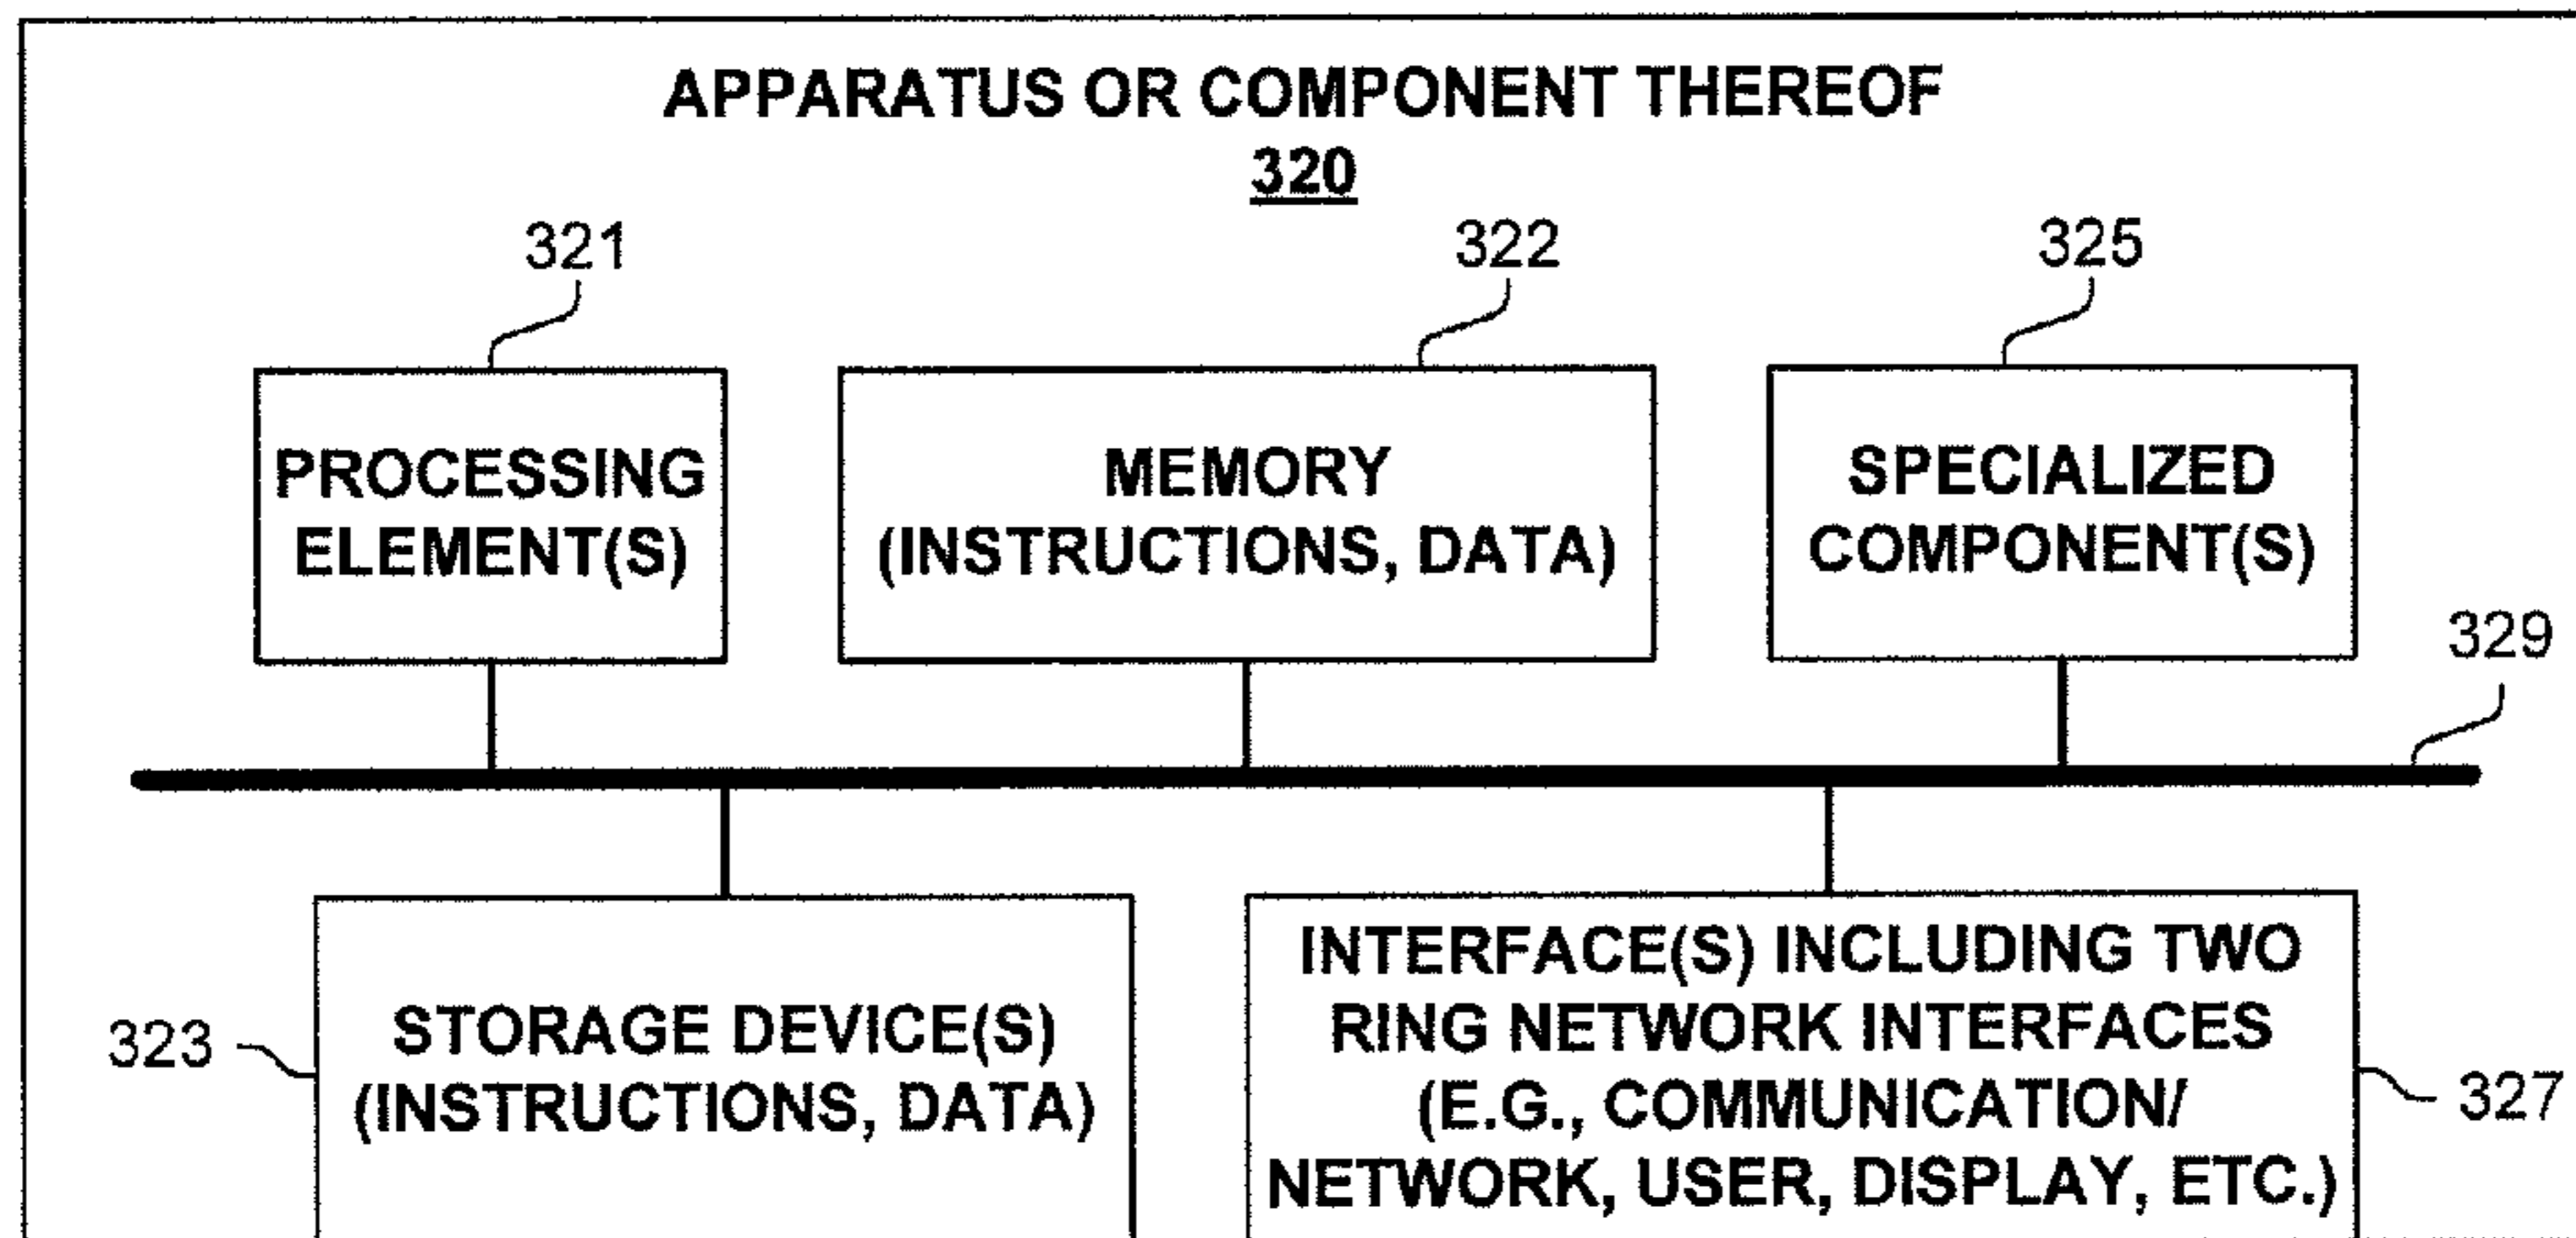 APPARATUS OR COMPONENT THEREOF
320
321
322
325
PROCESSING
ELEMENT(S)
MEMORY
(INSTRUCTIONS, DATA)
SPECIALIZED
COMPONENT(S)
329
323
STORAGE DEVICE(S)
(INSTRUCTIONS, DATA)
INTERFACE(S) INCLUDING TWO
RING NETWORK INTERFACES
(E.G., COMMUNICATION/
NETWORK, USER, DISPLAY, ETC.)
327